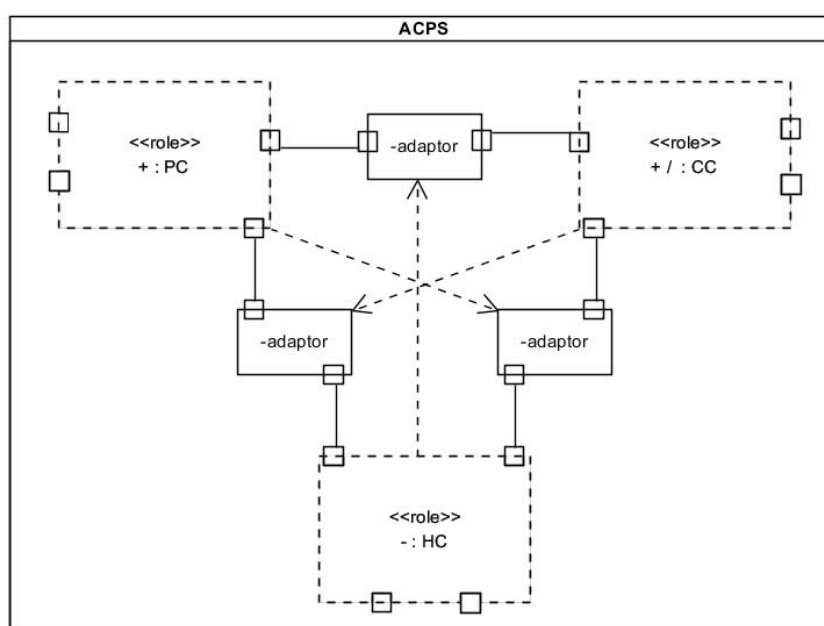 ACPS
<<role>>
+ : PC
-adaptor
<<role>>
+ / : CC
-adaptor
-adaptor
<<role>>
- : HC